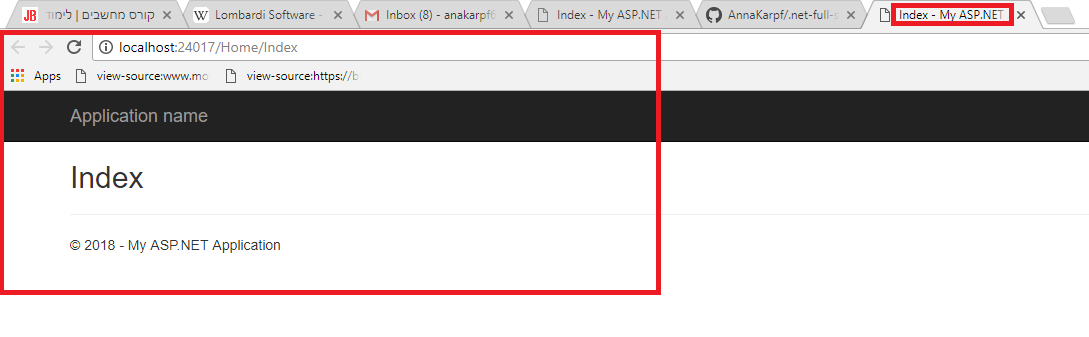 JB קורס מחשבים | לימוד
W Lombardi Software -
Inbox (8) - anakarpf6
Index - My ASP.NET
AnnaKarpf/.net-full-s
Index - My ASP.NET
localhost:24017/Home/Index
Apps
view-source:www.mo
view-source:https://b
Application name
Index
© 2018 - My ASP.NET Application